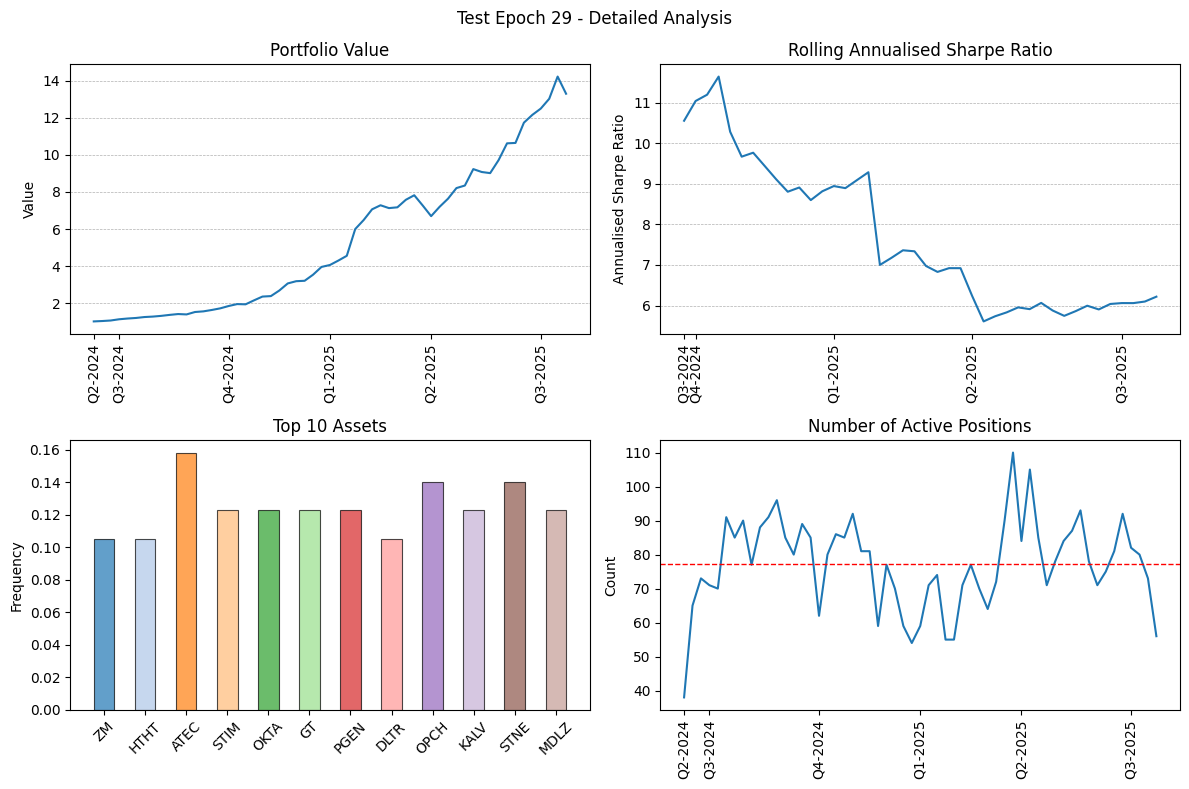 Test Epoch 29 - Detailed Analysis
Portfolio Value
Value
14
12
10
8
6
4
2
Q2-2024
Q3-2024
Q4-2024
Q1-2025
Q2-2025
Q3-2025
Rolling Annualised Sharpe Ratio
Annualised Sharpe Ratio
11
10
9
8
7
6
Q3-2024
Q4-2024
Q1-2025
Q2-2025
Q3-2025
Top 10 Assets
Frequency
0.16
0.14
0.12
0.10
0.08
0.06
0.04
0.02
0.00
ZM
HTHT
ATEC
STIM
OKTA
GT
PGEN
DLTR
OPCH
KALV
STNE
MDLZ
Number of Active Positions
Count
110
100
90
80
70
60
50
40
Q2-2024
Q3-2024
Q4-2024
Q1-2025
Q2-2025
Q3-2025